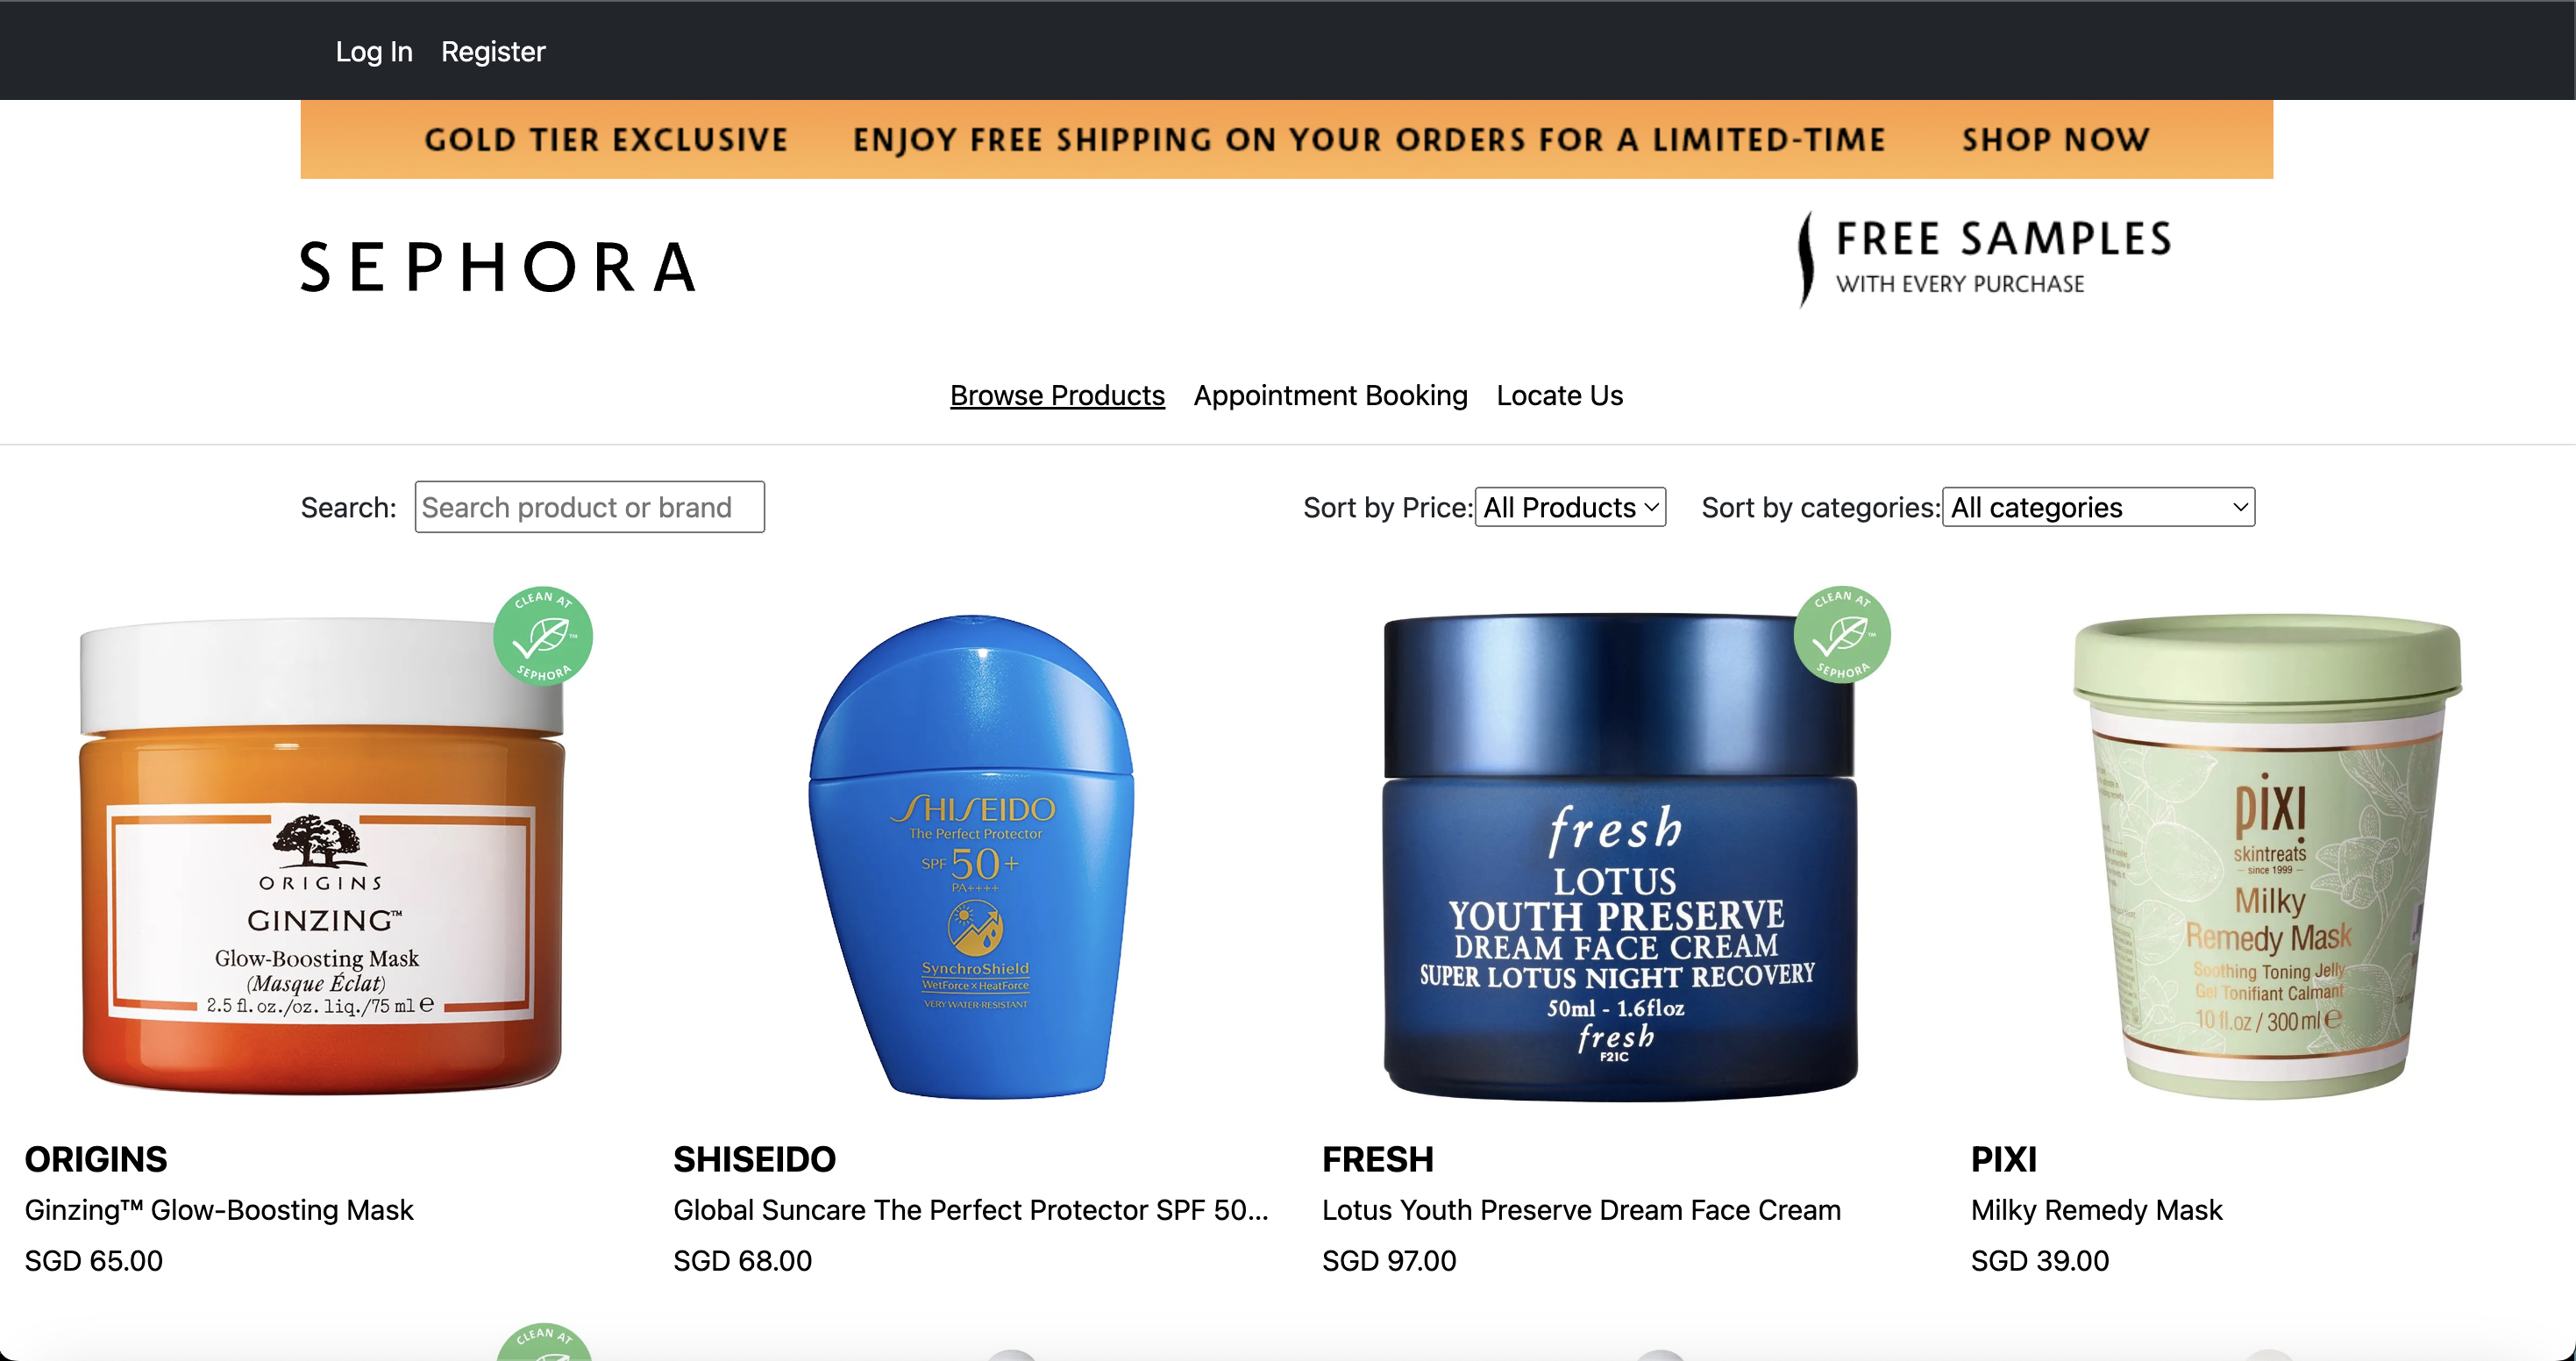 Log In Register
GOLD TIER EXCLUSIVE ENJOY FREE SHIPPING ON YOUR ORDERS FOR A LIMITED-TIME SHOP NOW
SEPHORA
FREE SAMPLES
WITH EVERY PURCHASE
Browse Products Appointment Booking Locate Us
Search: Search product or brand Sort by Price: All Products Sort by categories: All categories
CLEAN AT
SEPHORA
ORIGINS
GINZING™
Glow-Boosting Mask
(Masque Éclat)
2.5 fl. oz./oz. liq./75 ml ℮
SHISEIDO
The Perfect Protector
SPF 50+
PA++++
SynchroShield
WetForce × HeatForce
VERY WATER-RESISTANT
CLEAN AT
SEPHORA
fresh
LOTUS
YOUTH PRESERVE
DREAM FACE CREAM
SUPER LOTUS NIGHT RECOVERY
50ml - 1.6floz
fresh
F21C
pixi
skintreats
– since 1999 –
Milky
Remedy Mask
Soothing Toning Jelly
Gel Tonifiant Calmant
10 fl.oz / 300 ml ℮
ORIGINS
Ginzing™ Glow-Boosting Mask
SGD 65.00
SHISEIDO
Global Suncare The Perfect Protector SPF 50...
SGD 68.00
FRESH
Lotus Youth Preserve Dream Face Cream
SGD 97.00
PIXI
Milky Remedy Mask
SGD 39.00
CLEAN AT